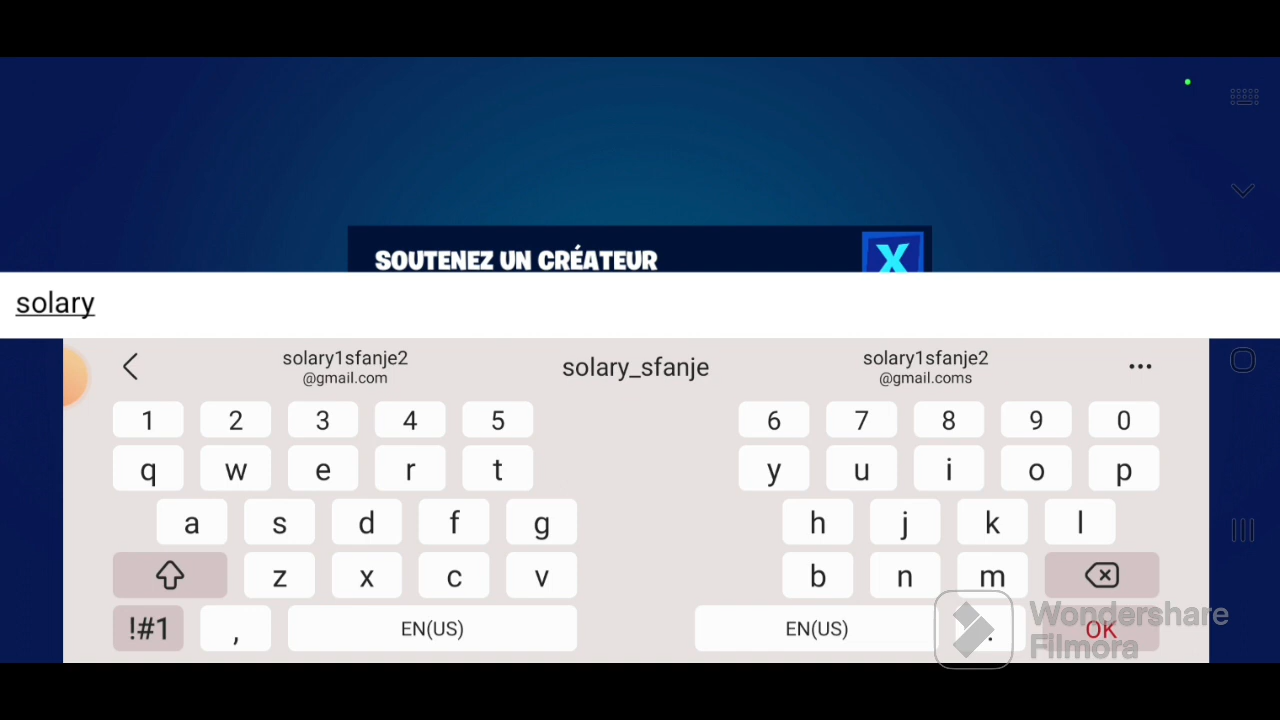 SOUTENEZ UN CRÉATEUR
X
solary
solary1sfanje2
@gmail.com
solary_sfanje
solary1sfanje2
@gmail.coms
1 2 3 4 5 6 7 8 9 0
q w e r t y u i o p
a s d f g h j k l
z x c v b n m
!#1 , EN(US) EN(US) . OK
Wondershare
Filmora